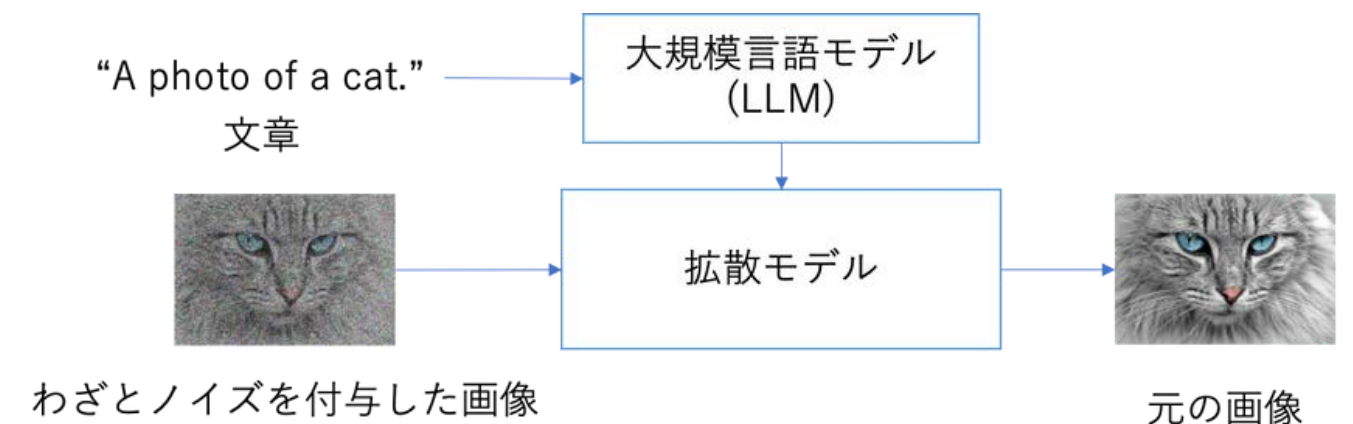 “A photo of a cat.”
文章
大規模言語モデル
(LLM)
拡散モデル
わざとノイズを付与した画像
元の画像